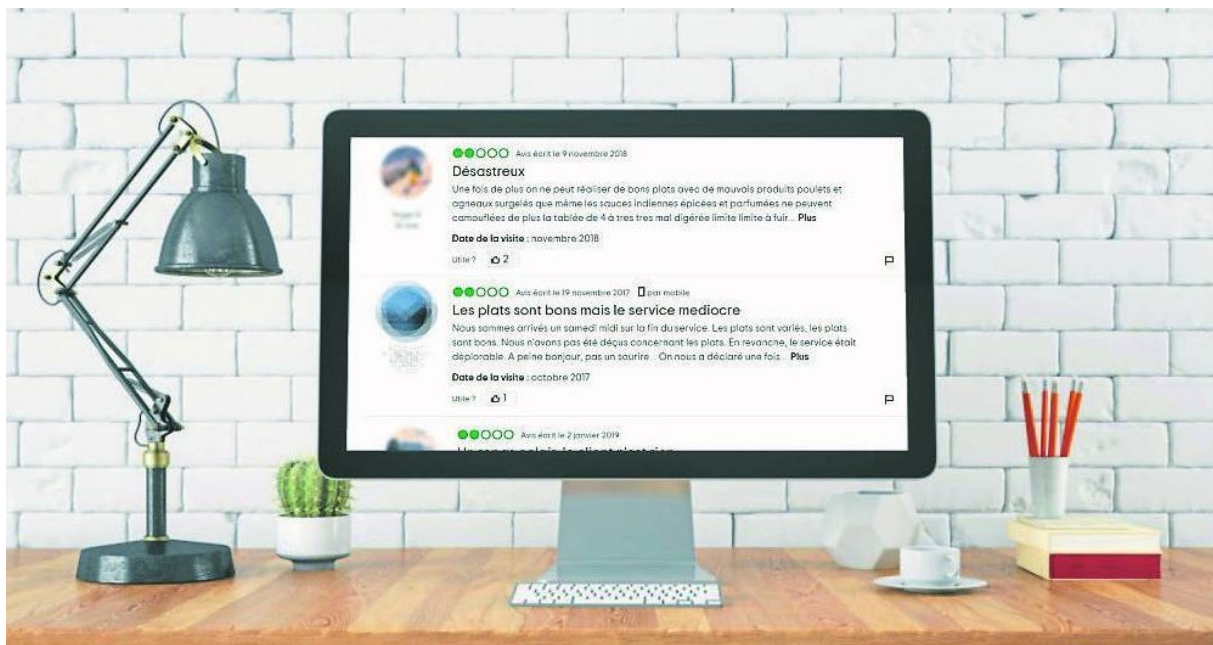 Avis écrit le 9 novembre 2018
Désastreux
Une fois de plus on ne peut réaliser de bons plats avec de mauvais produits poulets et
agneaux surgelés que même les sauces indiennes épicées et parfumées ne peuvent
camouflées de plus la tablée de 4 à tres tres mal digérée limite limite à fuir... Plus
Date de la visite : novembre 2018
Utile ? 2
Avis écrit le 19 novembre 2017 par mobile
Les plats sont bons mais le service mediocre
Nous sommes arrivés un samedi midi sur la fin du service. Les plats sont variés, les plats
sont bons. Nous n'avons pas été déçus concernant les plats. En revanche, le service était
déplorable. A peine bonjour, pas un sourire... On nous a déclaré une fois... Plus
Date de la visite : octobre 2017
Utile ? 1
Avis écrit le 2 janvier 2019